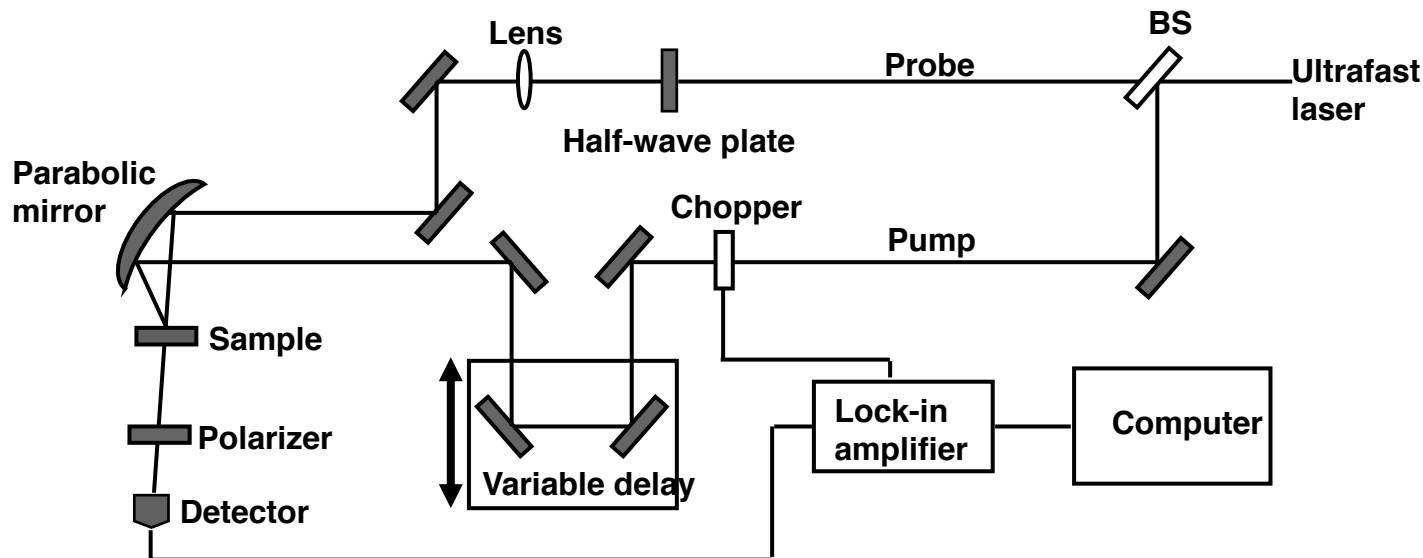 BS
Lens
Probe
Ultrafast
laser
Half-wave plate
Parabolic
mirror
Chopper
Pump
Sample
Lock-in
amplifier
Computer
Polarizer
Variable delay
Detector